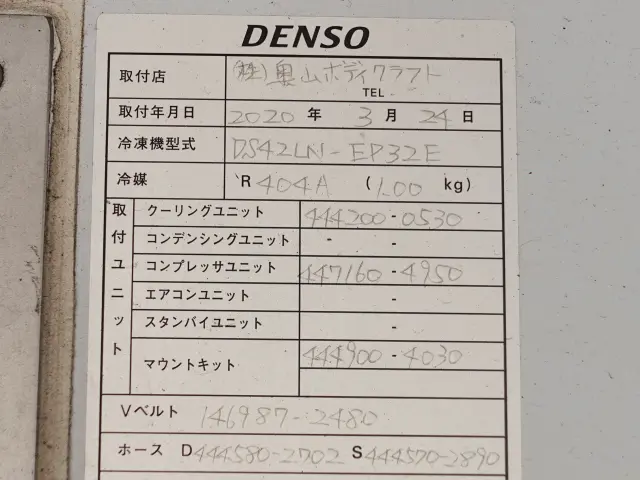 DENSO
取付店 (株)奥山ボディクラフト
TEL -
取付年月日 2020 年 3 月 24 日
冷凍機型式 DS42LN-EP32E
冷媒 R 404A (1.00 kg)
取付ユニット
クーリングユニット 444200-0530
コンデンシングユニット - -
コンプレッサユニット 447160-4950
エアコンユニット -
スタンバイユニット -
マウントキット 444900-4030
Vベルト 146987-2480
ホース D444580-2702 S444570-2890